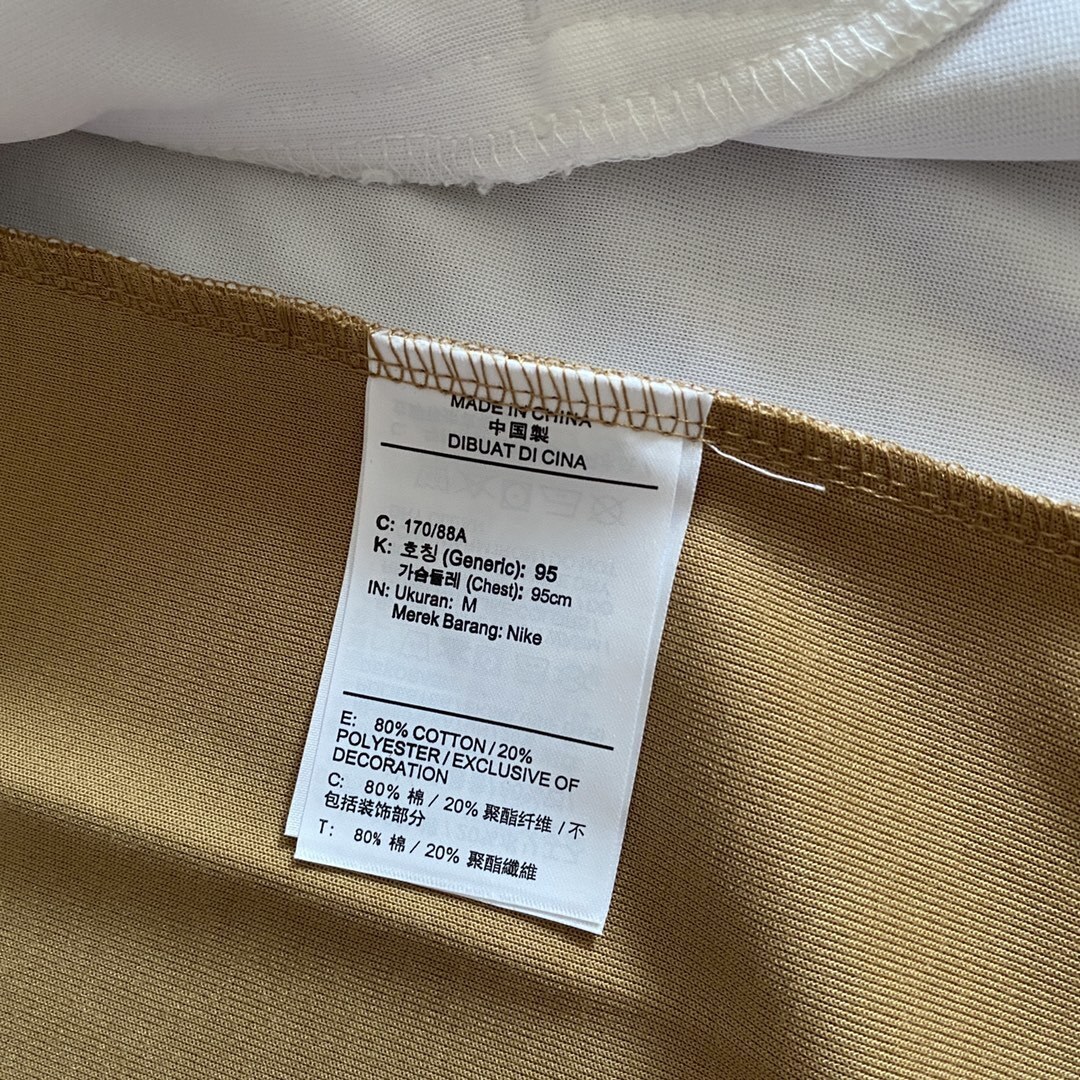 MADE IN CHINA
中国製
DIBUAT DI CINA
C: 170/88A
K: 호칭 (Generic): 95
가슴둘레 (Chest): 95cm
IN: Ukuran: M
Merek Barang: Nike
E: 80% COTTON / 20%
POLYESTER / EXCLUSIVE OF
DECORATION
C: 80% 棉 / 20% 聚酯纤维 / 不
包括装饰部分
T: 80% 棉 / 20% 聚酯纖維